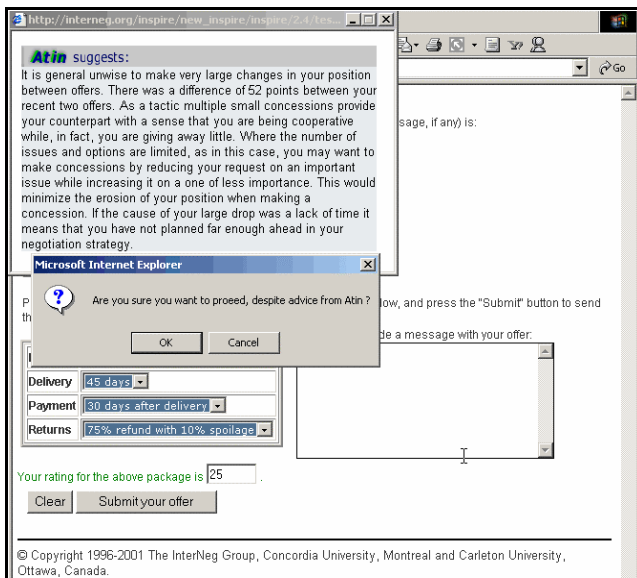 http://interneg.org/inspire/new_inspire/inspire/2.4/tes...
Atin suggests:
It is general unwise to make very large changes in your position
between offers. There was a difference of 52 points between your
recent two offers. As a tactic multiple small concessions provide
your counterpart with a sense that you are being cooperative
while, in fact, you are giving away little. Where the number of
issues and options are limited, as in this case, you may want to
make concessions by reducing your request on an important
issue while increasing it on a one of less importance. This would
minimize the erosion of your position when making a
concession. If the cause of your large drop was a lack of time it
means that you have not planned far enough ahead in your
negotiation strategy.
Go
sage, if any) is:
Microsoft Internet Explorer
Are you sure you want to proeed, despite advice from Atin ?
OK Cancel
low, and press the "Submit" button to send
th
de a message with your offer:
Delivery 45 days
Payment 30 days after delivery
Returns 75% refund with 10% spoilage
Your rating for the above package is 25 .
Clear Submit your offer
© Copyright 1996-2001 The InterNeg Group, Concordia University, Montreal and Carleton University,
Ottawa, Canada.